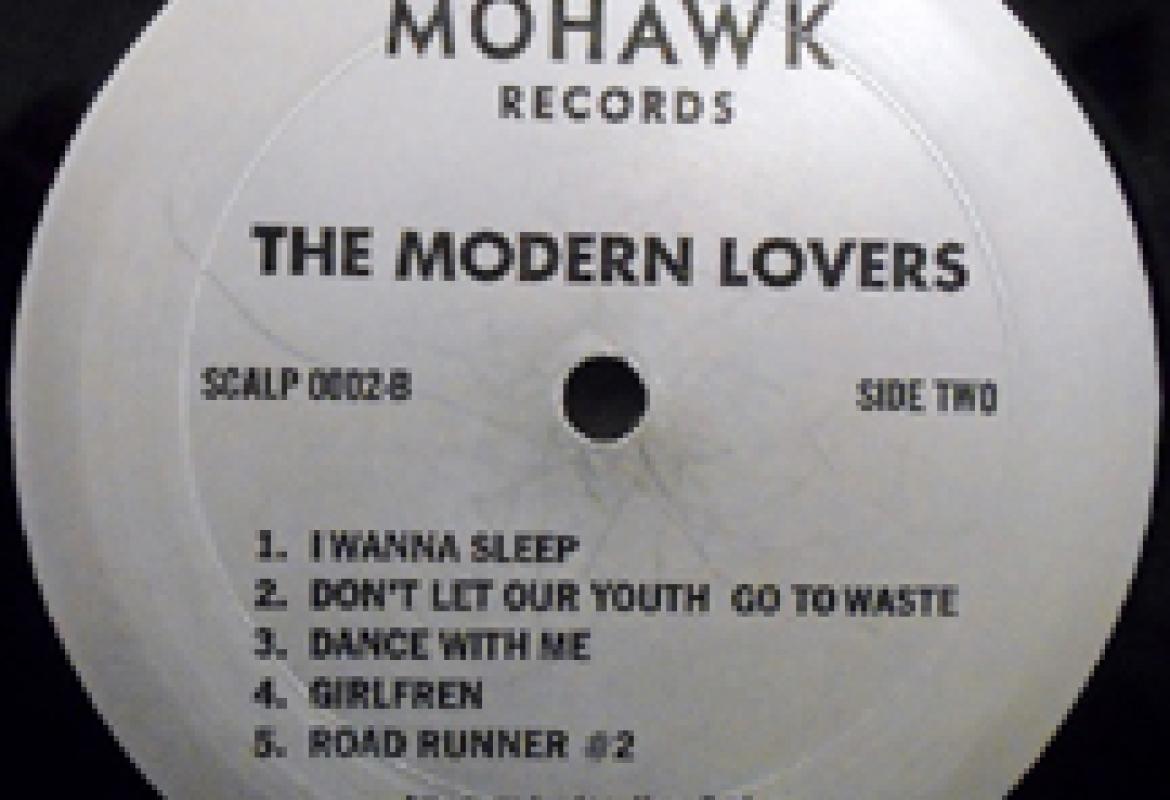 MOHAWK
RECORDS
THE MODERN LOVERS
SCALP 0002-B
SIDE TWO
1. I WANNA SLEEP
2. DON'T LET OUR YOUTH GO TO WASTE
3. DANCE WITH ME
4. GIRLFREN
5. ROAD RUNNER #2